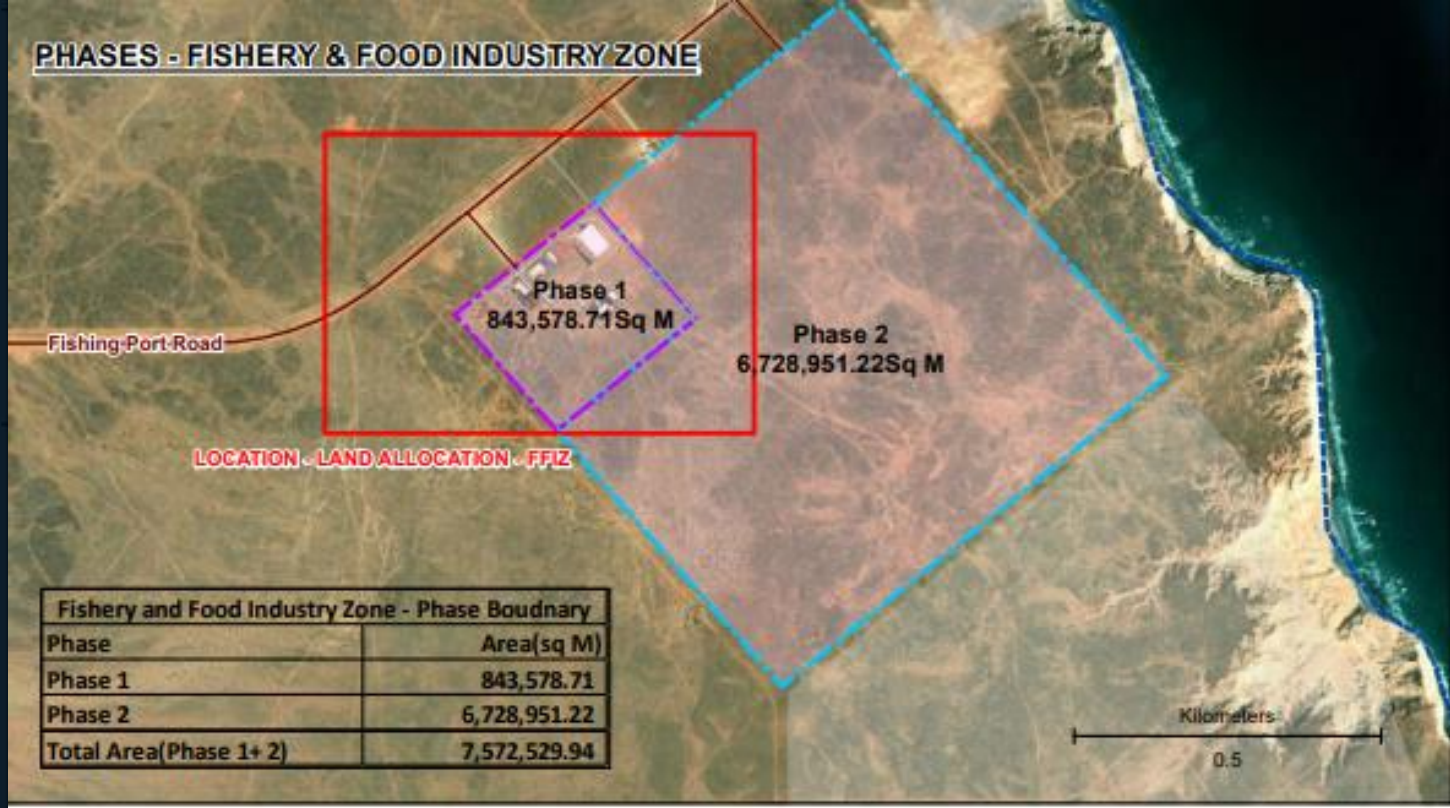 PHASES - FISHERY & FOOD INDUSTRY ZONE
Phase 1
843,578.71Sq M
Phase 2
6,728,951.22Sq M
Fishing Port Road
LOCATION - LAND ALLOCATION - FFIZ
Fishery and Food Industry Zone - Phase Boudnary
Phase Area(sq M)
Phase 1 843,578.71
Phase 2 6,728,951.22
Total Area(Phase 1+ 2) 7,572,529.94
Kilometers
0.5